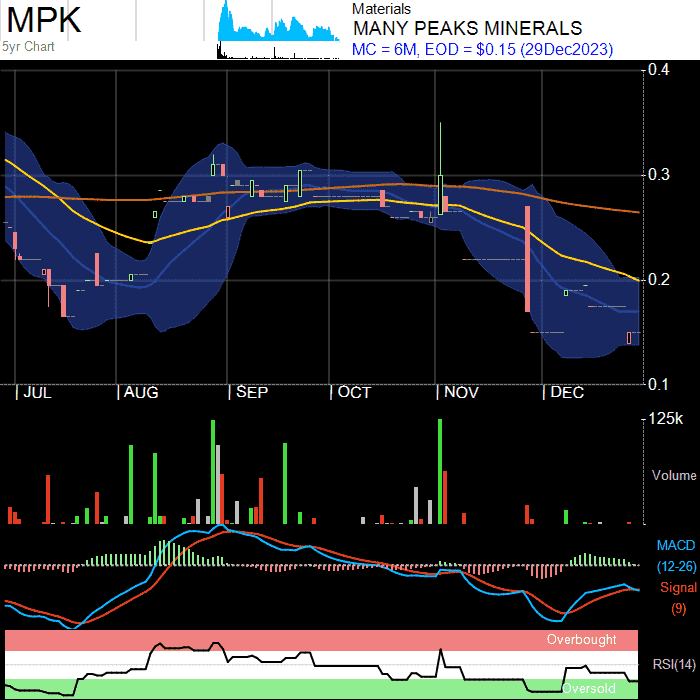 MPK
5yr Chart
Materials
MANY PEAKS MINERALS
MC = 6M, EOD = $0.15 (29Dec2023)
0.4
0.3
0.2
0.1
JUL AUG SEP OCT NOV DEC
125k
Volume
MACD
(12-26)
Signal
(9)
Overbought
RSI(14)
Oversold